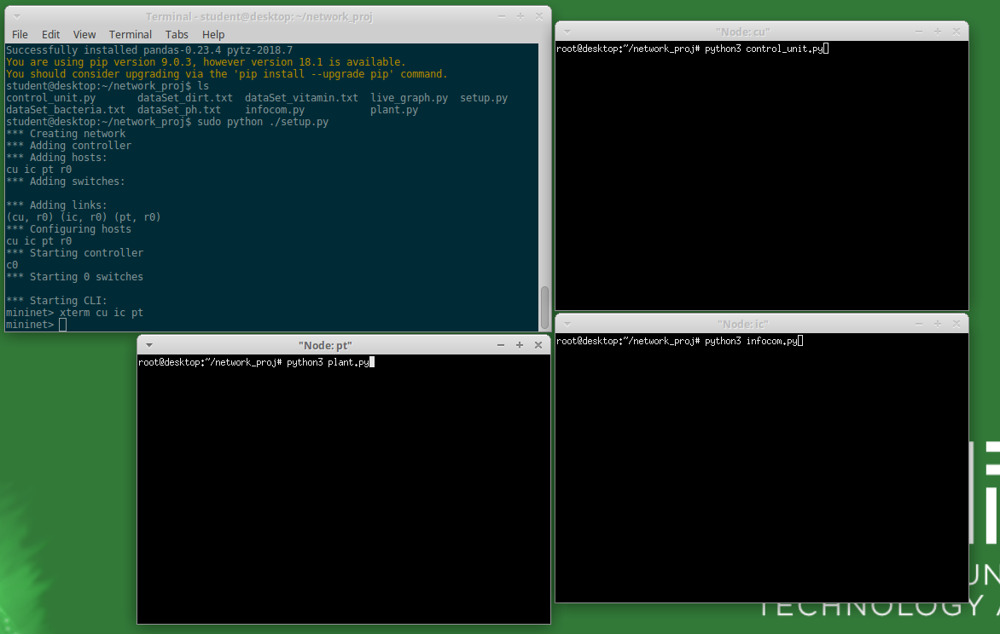 Terminal - student@desktop: ~/network_proj
File Edit View Terminal Tabs Help
Successfully installed pandas-0.23.4 pytz-2018.7
You are using pip version 9.0.3, however version 18.1 is available.
You should consider upgrading via the 'pip install --upgrade pip' command.
student@desktop:~/network_proj$ ls
control_unit.py       dataSet_dirt.txt  dataSet_vitamin.txt  live_graph.py  setup.py
dataSet_bacteria.txt  dataSet_ph.txt    infocom.py           plant.py
student@desktop:~/network_proj$ sudo python ./setup.py
*** Creating network
*** Adding controller
*** Adding hosts:
cu ic pt r0
*** Adding switches:
*** Adding links:
(cu, r0) (ic, r0) (pt, r0)
*** Configuring hosts
cu ic pt r0
*** Starting controller
c0
*** Starting 0 switches
*** Starting CLI:
mininet> xterm cu ic pt
mininet>
"Node: cu"
root@desktop:~/network_proj# python3 control_unit.py
"Node: pt"
root@desktop:~/network_proj# python3 plant.py
"Node: ic"
root@desktop:~/network_proj# python3 infocom.py
UN
TECHNOLOGY A